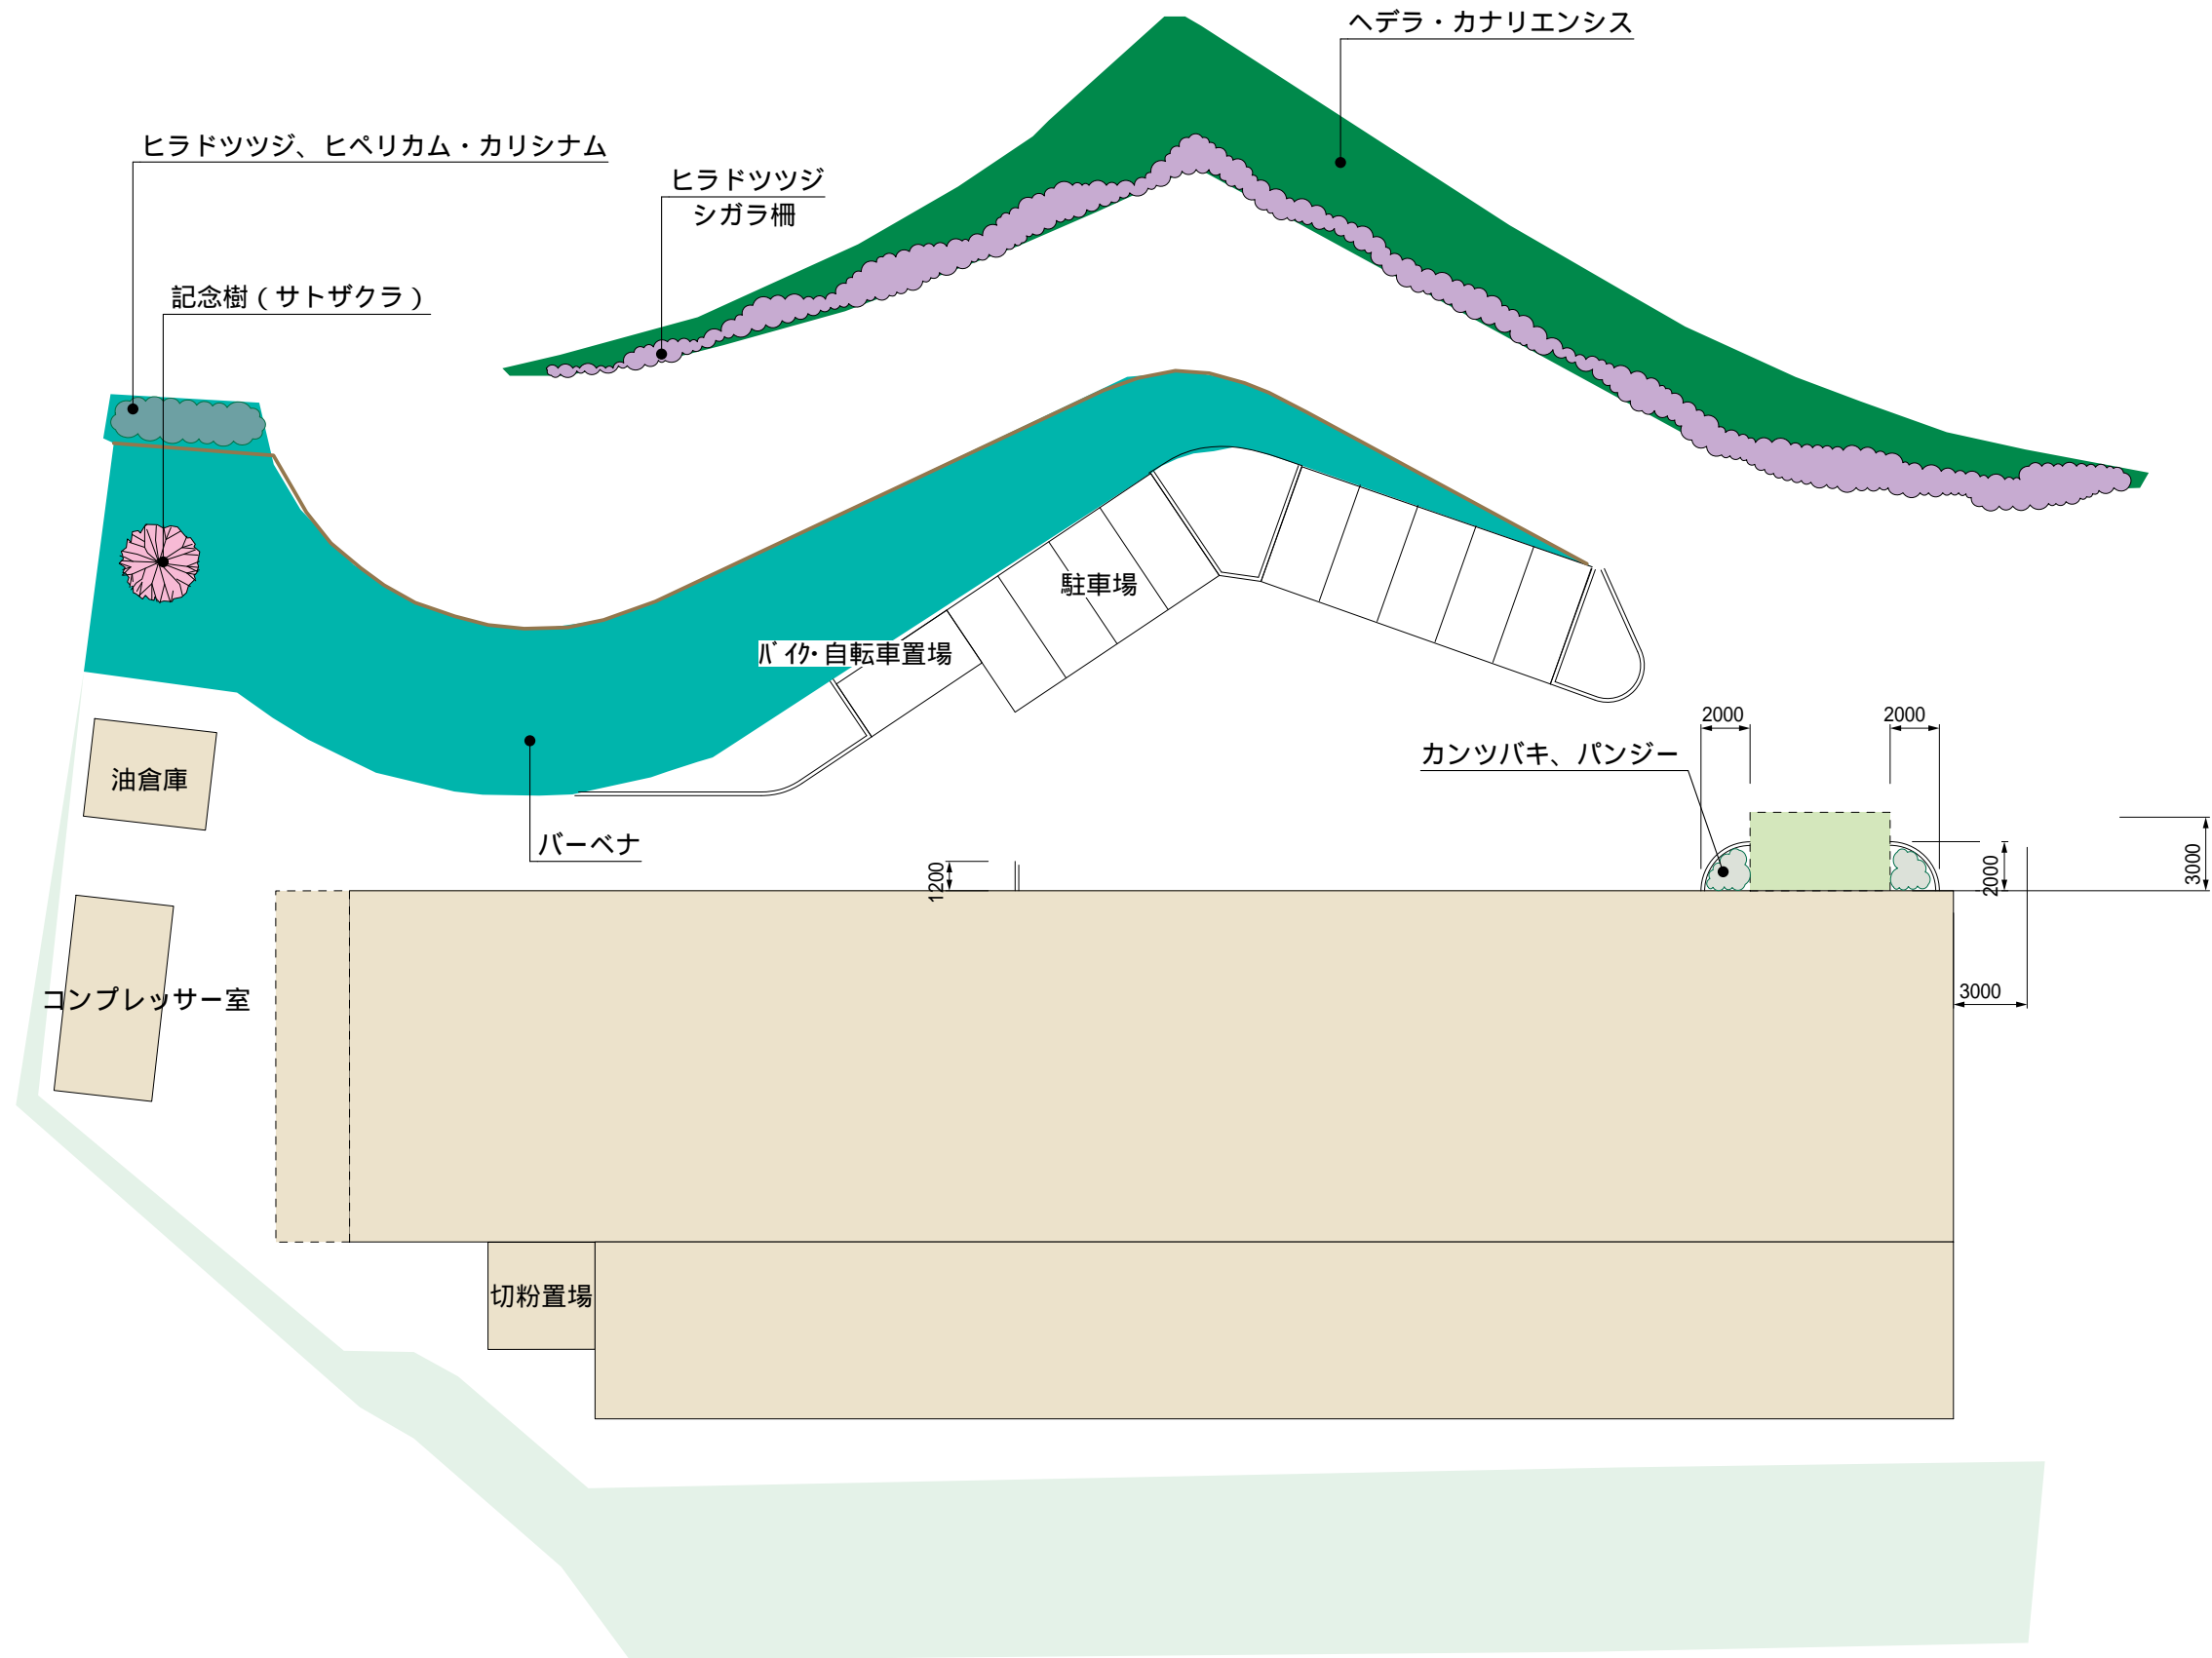 ヘデラ・カナリエンシス
ヒラドツツジ、ヒペリカム・カリシナム
ヒラドツツジ
シガラ柵
記念樹（サトザクラ）
駐車場
ﾊﾞｲｸ・自転車置場
2000
2000
カンツバキ、パンジー
油倉庫
バーベナ
1200
2000
3000
コンプレッサー室
3000
切粉置場